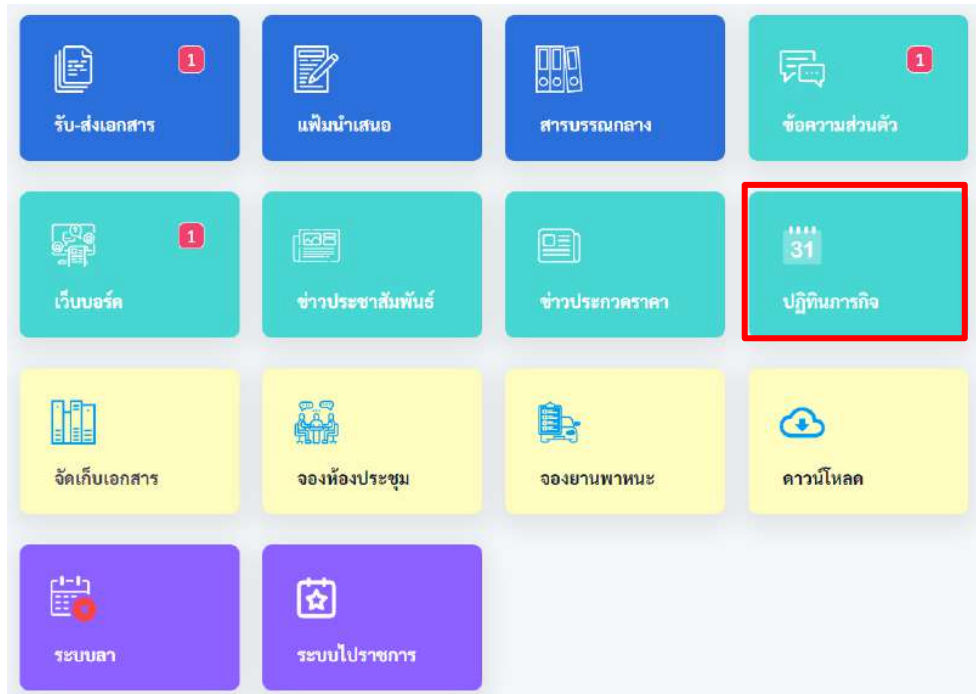 1
1
รับ-ส่งเอกสาร
แฟ้มนำเสนอ
สารบรรณกลาง
ข้อความส่วนตัว
1
31
เว็บบอร์ด
ข่าวประชาสัมพันธ์
ข่าวประกวดราคา
ปฏิทินภารกิจ
จัดเก็บเอกสาร
จองห้องประชุม
จองยานพาหนะ
ดาวน์โหลด
ระบบลา
ระบบไปราชการ